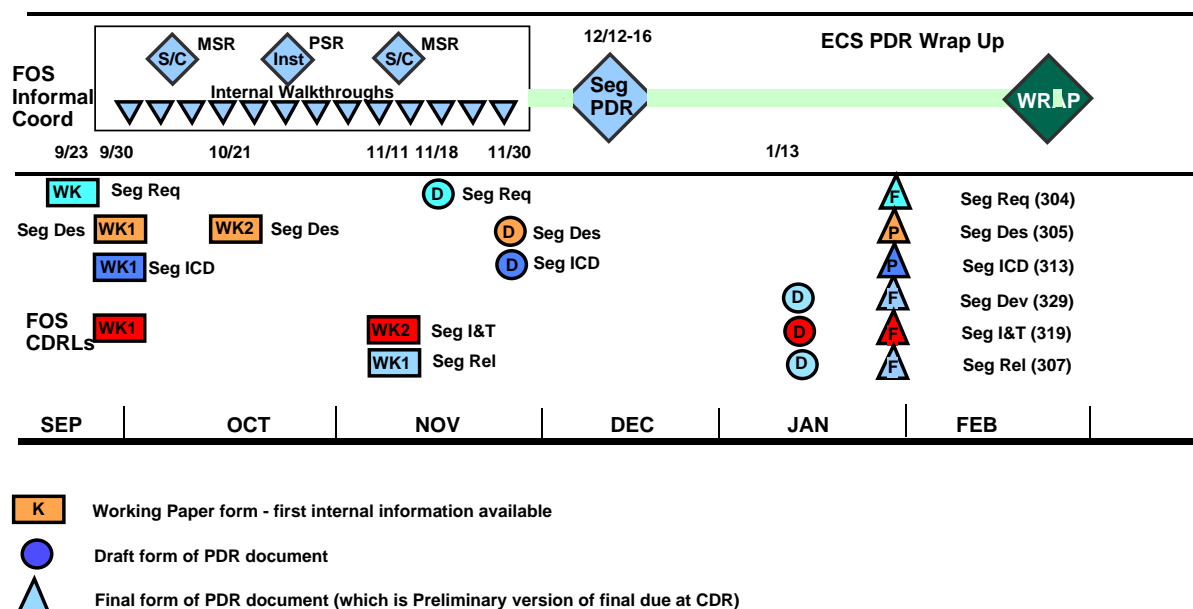 12/12-16
ECS PDR Wrap Up
MSR
PSR
MSR
S/C
Inst
S/C
FOS
Informal
Coord
Internal Walkthroughs
Seg
PDR
WRAP
9/23
9/30
10/21
11/11
11/18
11/30
1/13
WK
Seg Req
D
Seg Req
F
Seg Req (304)
Seg Des
WK1
WK2
Seg Des
D
Seg Des
P
Seg Des (305)
WK1
Seg ICD
D
Seg ICD
P
Seg ICD (313)
D
F
Seg Dev (329)
FOS
CDRLs
WK1
WK2
Seg I&T
D
F
Seg I&T (319)
WK1
Seg Rel
D
F
Seg Rel (307)
SEP
OCT
NOV
DEC
JAN
FEB
K
Working Paper form - first internal information available
Draft form of PDR document
Final form of PDR document (which is Preliminary version of final due at CDR)